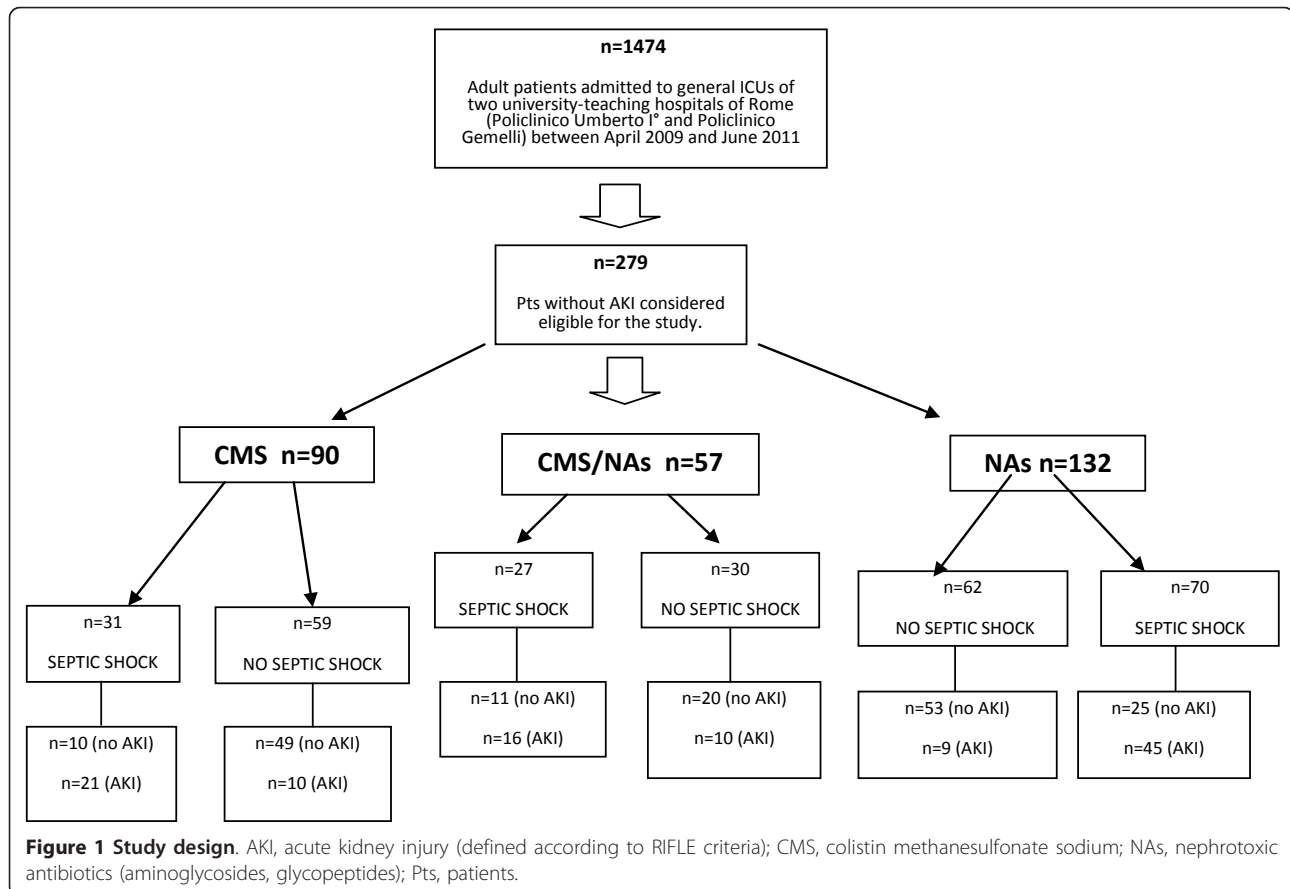 n=1474
Adult patients admitted to general ICUs of
two university-teaching hospitals of Rome
(Policlinico Umberto I° and Policlinico
Gemelli) between April 2009 and June 2011
n=279
Pts without AKI considered
eligible for the study.
CMS n=90
CMS/NAs n=57
NAs n=132
n=31
SEPTIC SHOCK
n=59
NO SEPTIC SHOCK
n=27
SEPTIC SHOCK
n=30
NO SEPTIC SHOCK
n=62
NO SEPTIC SHOCK
n=70
SEPTIC SHOCK
n=10 (no AKI)
n=21 (AKI)
n=49 (no AKI)
n=10 (AKI)
n=11 (no AKI)
n=16 (AKI)
n=20 (no AKI)
n=10 (AKI)
n=53 (no AKI)
n=9 (AKI)
n=25 (no AKI)
n=45 (AKI)
Figure 1 Study design. AKI, acute kidney injury (defined according to RIFLE criteria); CMS, colistin methanesulfonate sodium; NAs, nephrotoxic
antibiotics (aminoglycosides, glycopeptides); Pts, patients.